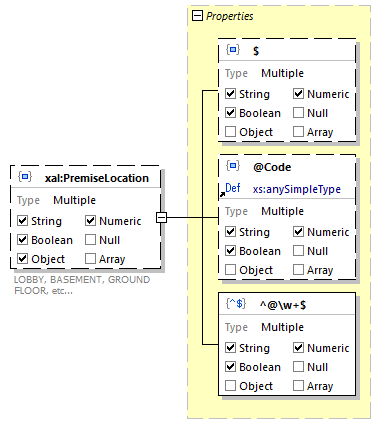 Properties
$
Type Multiple
String Numeric
Boolean Null
Object Array
@Code
Def xs:anySimpleType
Type Multiple
String Numeric
Boolean Null
Object Array
{^$} ^@\w+$
Type Multiple
String Numeric
Boolean Null
Object Array
xal:PremiseLocation
Type Multiple
String Numeric
Boolean Null
Object Array
LOBBY, BASEMENT, GROUND
FLOOR, etc...